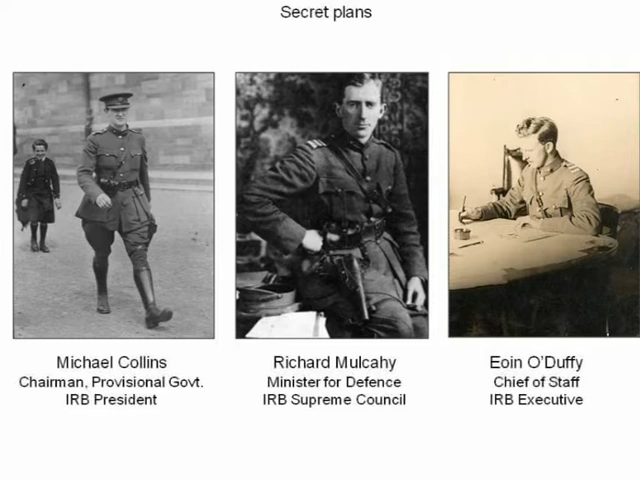 Secret plans
Michael Collins
Chairman, Provisional Govt.
IRB President
Richard Mulcahy
Minister for Defence
IRB Supreme Council
Eoin O'Duffy
Chief of Staff
IRB Executive